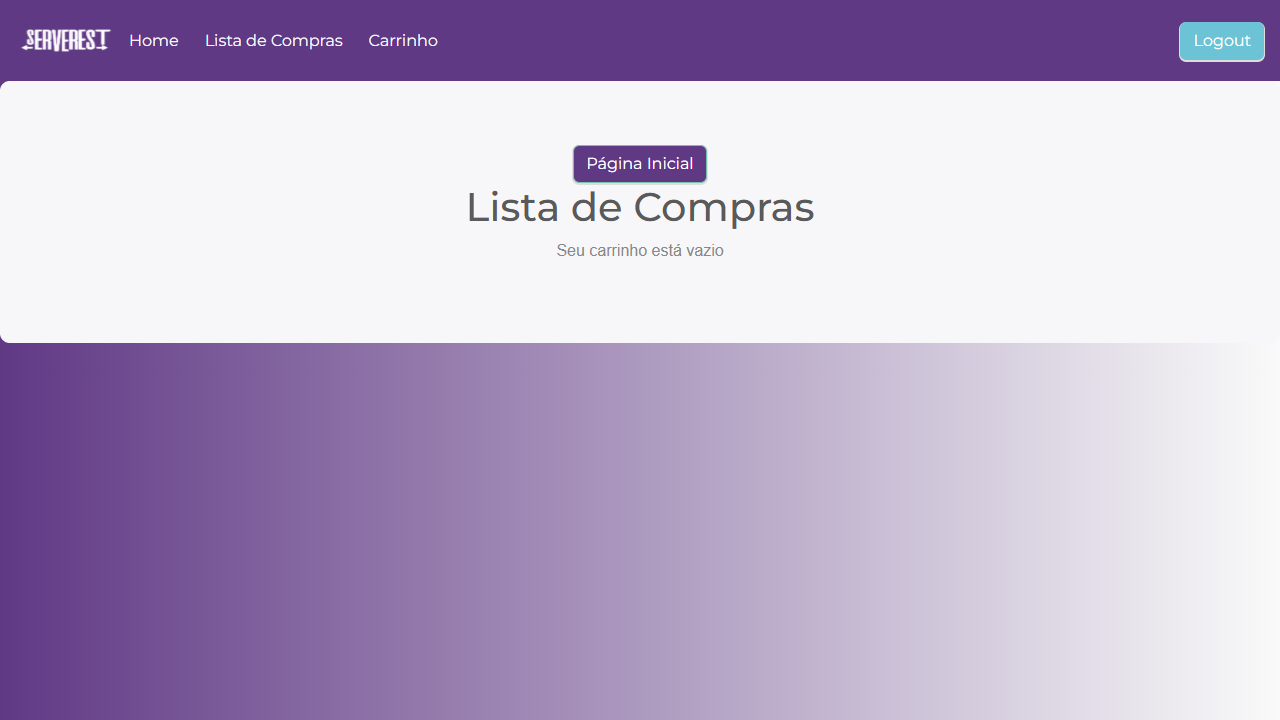 SERVEREST Home Lista de Compras Carrinho Logout
Página Inicial
Lista de Compras
Seu carrinho está vazio